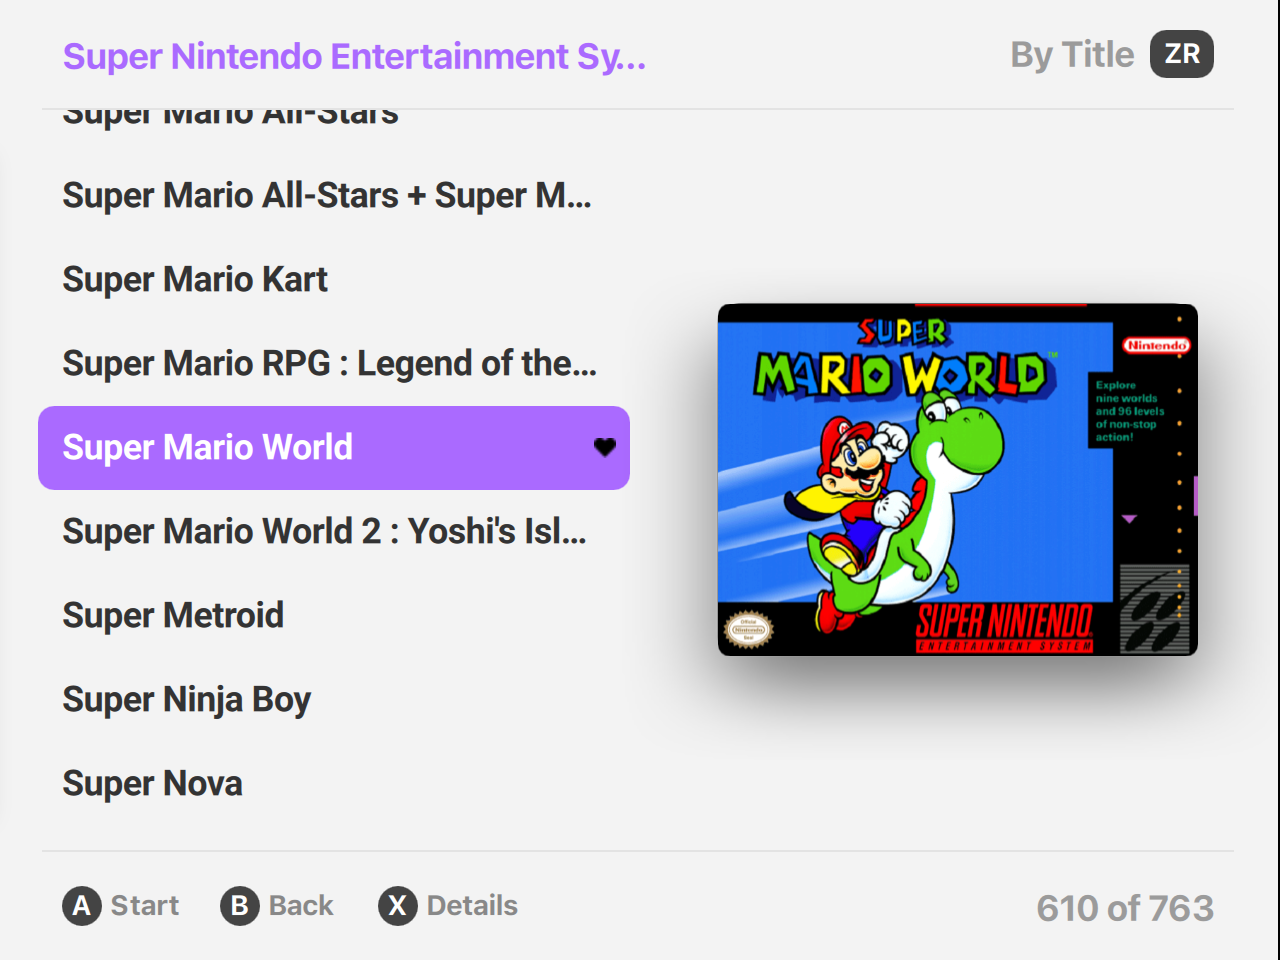 Super Nintendo Entertainment Sy...
By Title ZR
Super Mario All-Stars
Super Mario All-Stars + Super M...
Super Mario Kart
Super Mario RPG : Legend of the...
Super Mario World
Super Mario World 2 : Yoshi's Isl...
Super Metroid
Super Ninja Boy
Super Nova
SUPER
MARIO WORLD™
Nintendo
Explore
nine worlds
and 96 levels
of non-stop
action!
Official
Nintendo
Seal
SUPER NINTENDO
ENTERTAINMENT SYSTEM
A Start B Back X Details
610 of 763